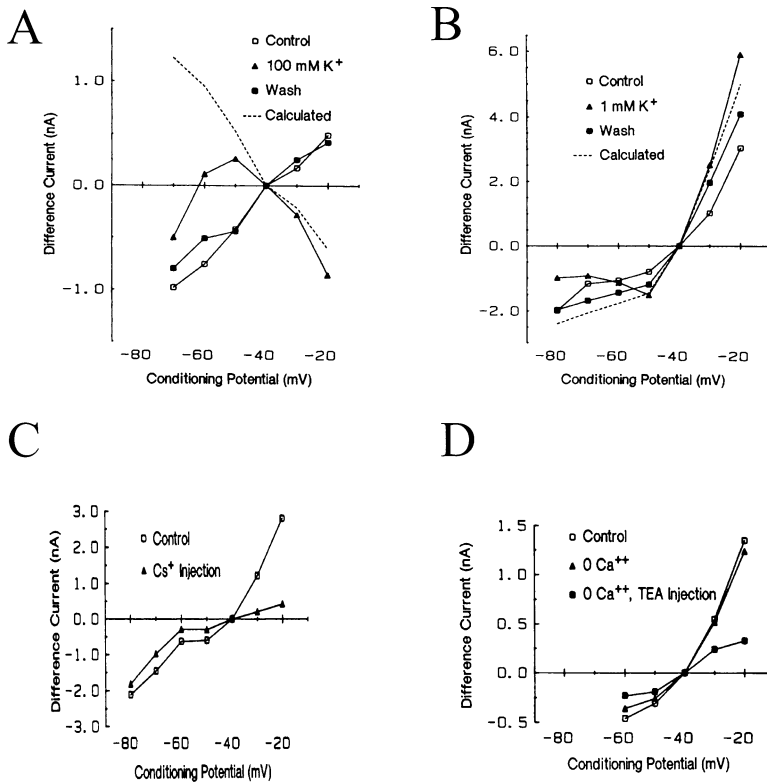 A
Difference Current (nA)
1.0
0.0
-1.0
Control
100 mM K+
Wash
Calculated
-80 -60 -40 -20
Conditioning Potential (mV)
B
Difference Current (nA)
6.0
4.0
2.0
0.0
-2.0
Control
1 mM K+
Wash
Calculated
-80 -60 -40 -20
Conditioning Potential (mV)
C
Difference Current (nA)
3.0
2.0
1.0
0.0
-1.0
-2.0
-3.0
Control
Cs+ Injection
-80 -60 -40 -20
Conditioning Potential (mV)
D
Difference Current (nA)
1.5
1.0
0.5
0.0
-0.5
Control
0 Ca++
0 Ca++, TEA Injection
-80 -60 -40 -20
Conditioning Potential (mV)